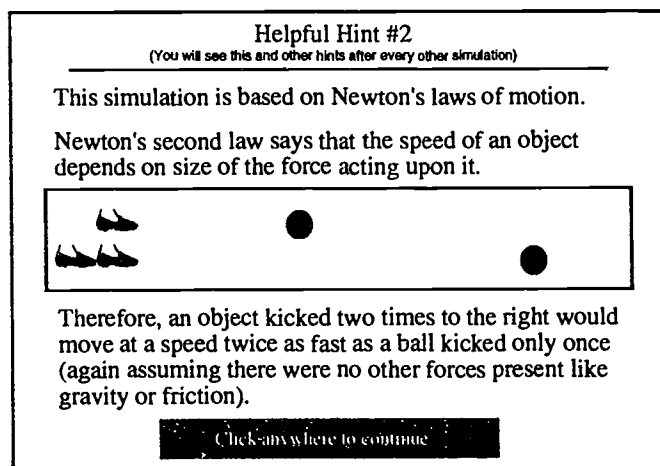 Helpful Hint #2
(You will see this and other hints after every other simulation)
This simulation is based on Newton's laws of motion.
Newton's second law says that the speed of an object
depends on size of the force acting upon it.
Therefore, an object kicked two times to the right would
move at a speed twice as fast as a ball kicked only once
(again assuming there were no other forces present like
gravity or friction).
Click anywhere to continue